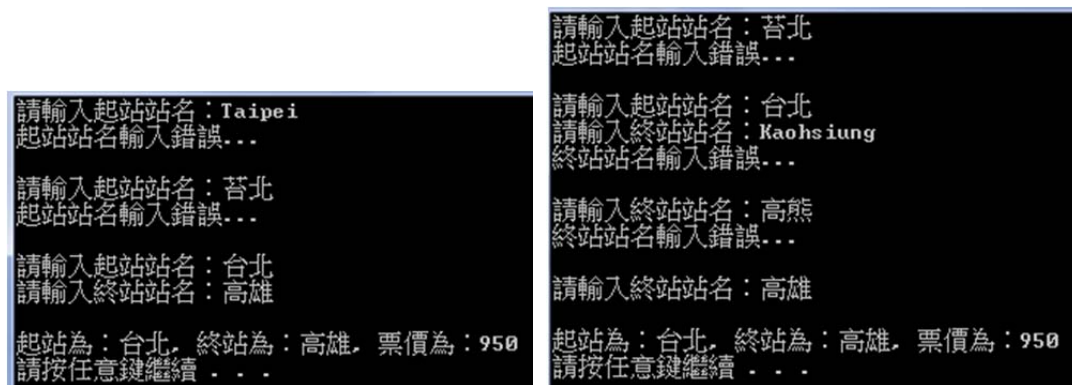 請輸入起站站名：Taipei
起站站名輸入錯誤...
請輸入起站站名：苔北
起站站名輸入錯誤...
請輸入起站站名：台北
請輸入終站站名：高雄
起站為：台北, 終站為：高雄, 票價為：950
請按任意鍵繼續 . . .
請輸入起站站名：苔北
起站站名輸入錯誤...
請輸入起站站名：台北
請輸入終站站名：Kaohsiung
終站站名輸入錯誤...
請輸入終站站名：高熊
終站站名輸入錯誤...
請輸入終站站名：高雄
起站為：台北, 終站為：高雄, 票價為：950
請按任意鍵繼續 . . .